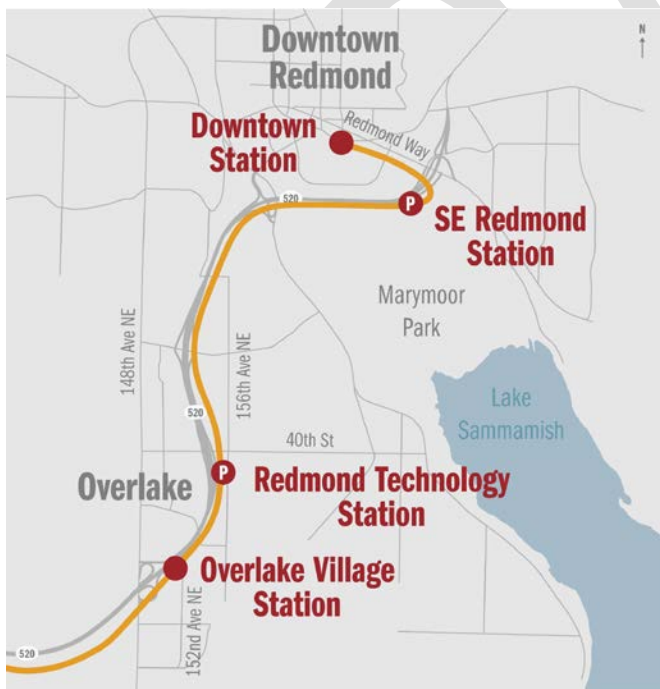 N
Downtown
Redmond
Downtown
Station
Redmond Way
520
P
SE Redmond
Station
Marymoor
Park
148th Ave NE
156th Ave NE
Lake
Sammamish
520
40th St
P
Overlake
Redmond Technology
Station
Overlake Village
Station
152nd Ave NE
520